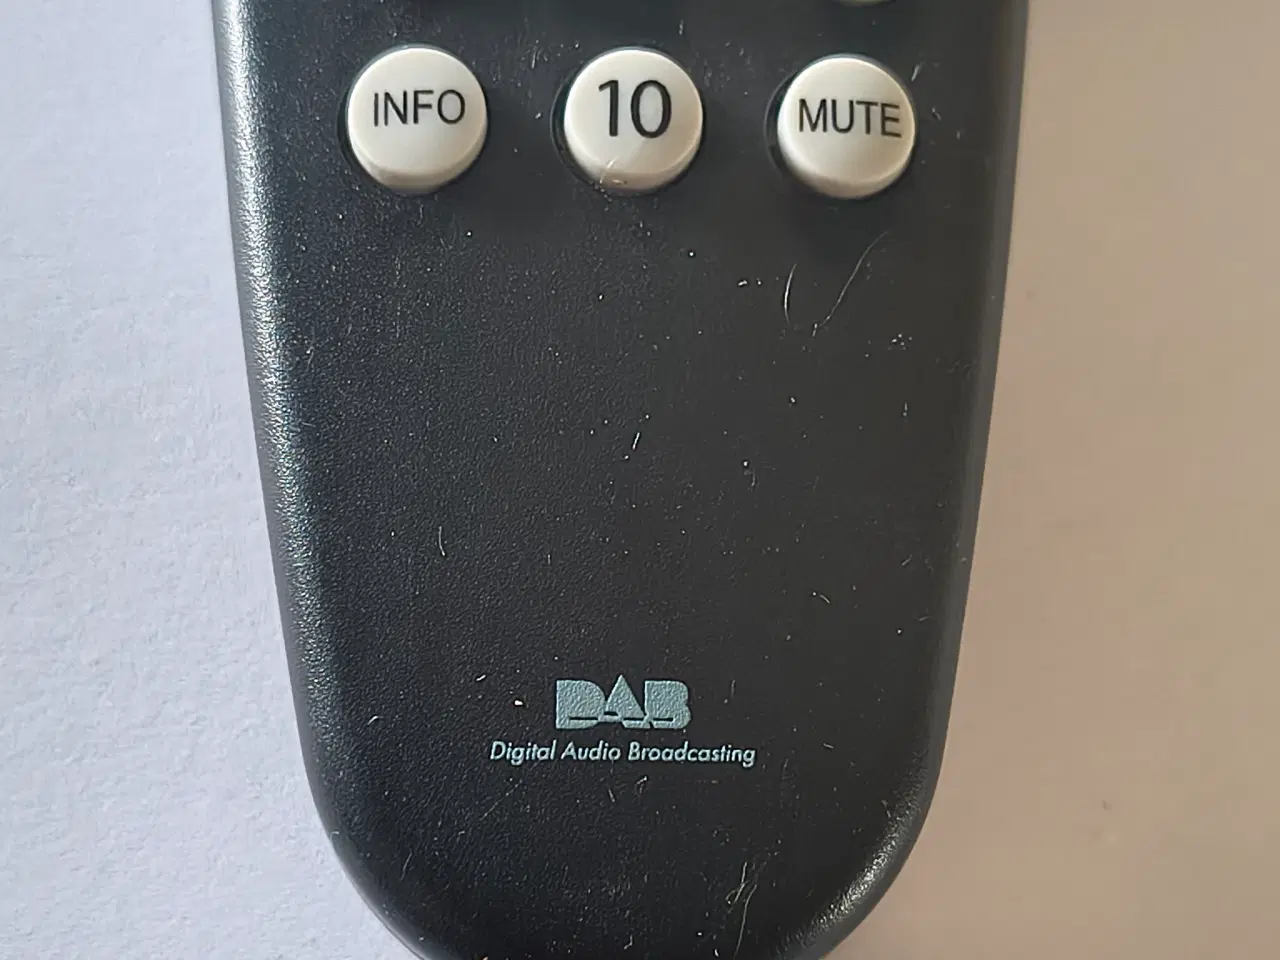 INFO 10 MUTE
DAB
Digital Audio Broadcasting